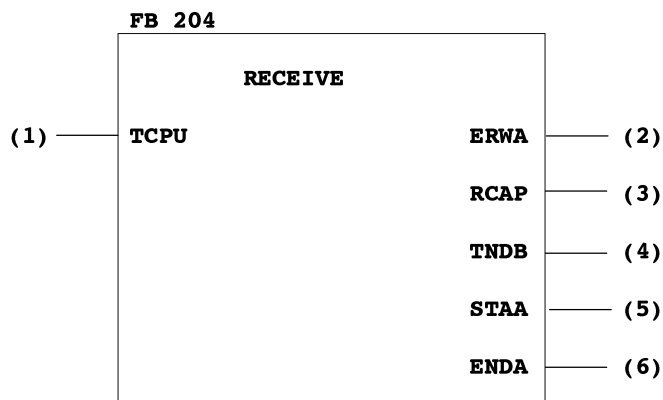 FB 204
RECEIVE
(1) TCPU ERWA (2)
RCAP (3)
TNDB (4)
STAA (5)
ENDA (6)